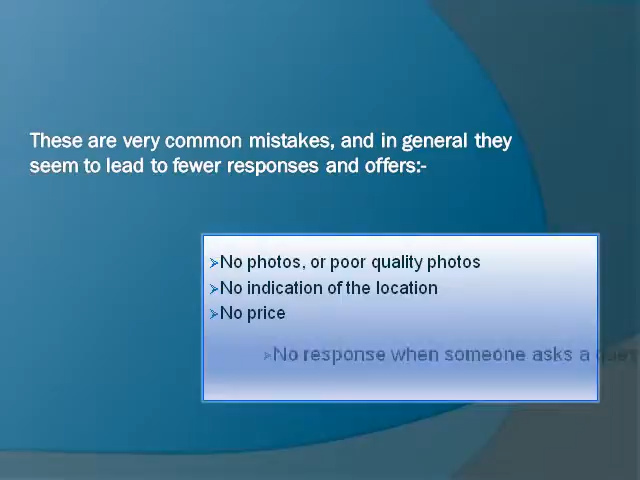 These are very common mistakes, and in general they
seem to lead to fewer responses and offers:-
➢No photos, or poor quality photos
➢No indication of the location
➢No price
➢No response when someone asks a